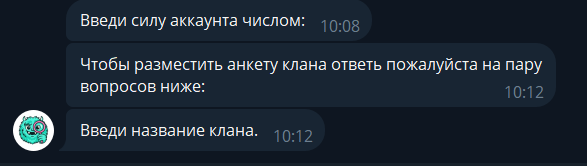 Введи силу аккаунта числом: 10:08
Чтобы разместить анкету клана ответь пожалуйста на пару
вопросов ниже: 10:12
Введи название клана. 10:12